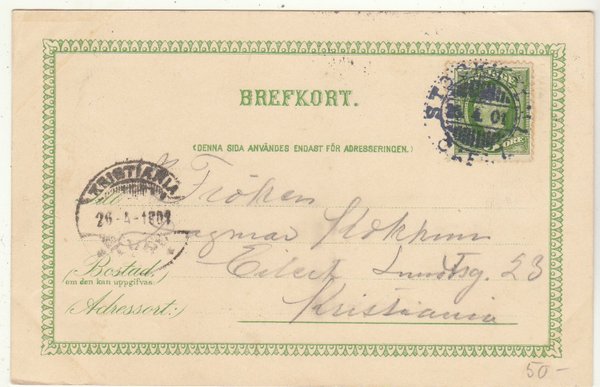 BREFKORT.
(DENNA SIDA ANVÄNDES ENDAST FÖR ADRESSERINGEN.)
KRISTIANIA
26-4-1901
Fröken
Dagmar
Eilert Sundtsg. 23
Kristiania
(Bostad,
om den kan uppgifvas.
(Adressort:)
50-